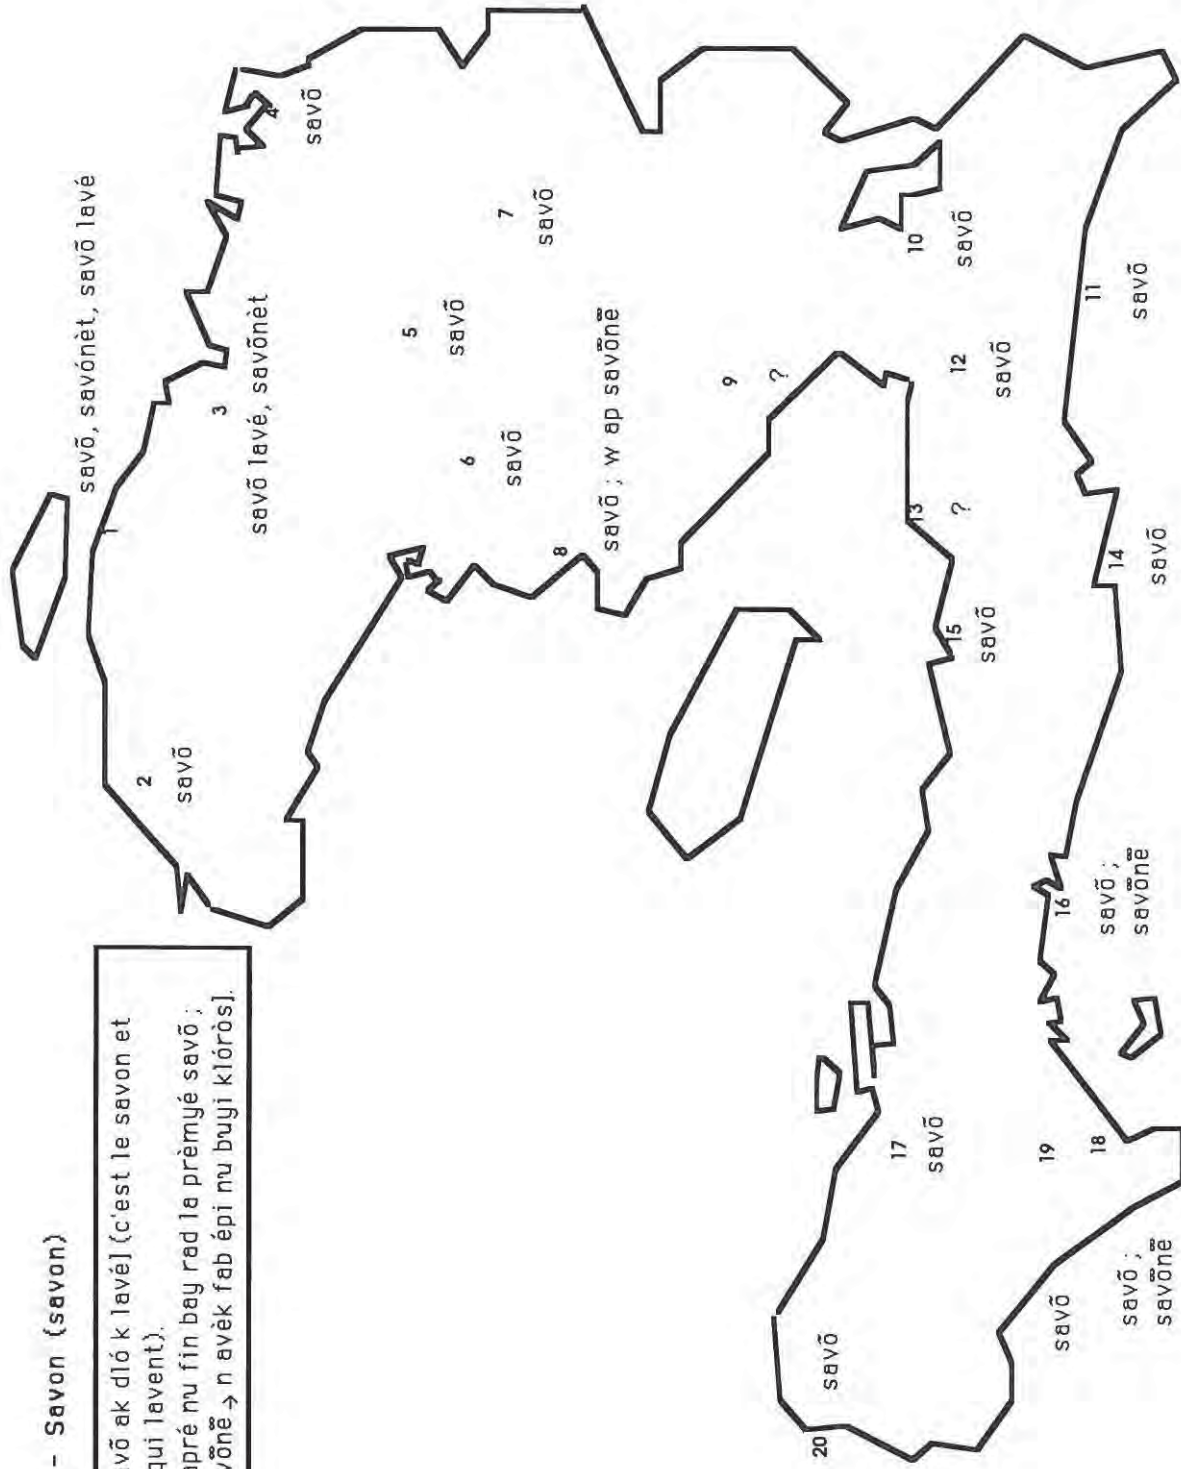 - Savon (savon)
võ ak dló k lavé] (c'est le savon et
qui lavent).
apré nu fin bay rad la prèmyé savõ ;
võnẽ → n avèk fab épi nu buyi klóròs].
savõ, savónèt, savõ lavé
1
2
savõ
3
savõ lavé, savõnèt
4
savõ
5
savõ
6
savõ
7
savõ
8
savõ ; w ap savõnẽ
9
?
10
savõ
11
savõ
12
savõ
13
?
14
savõ
15
savõ
16
savõ ;
savõnẽ
17
savõ
18
savõ ;
savõnẽ
19
savõ
20
savõ